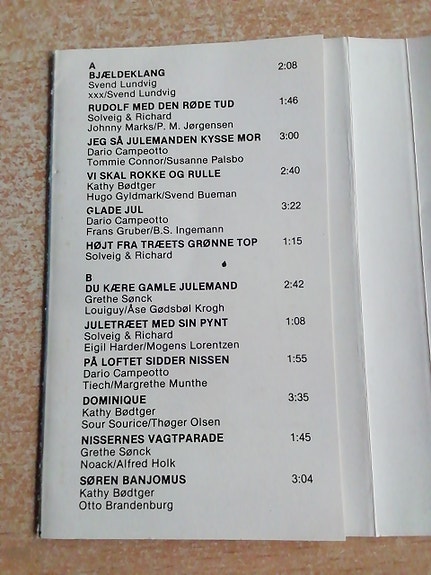 A
BJÆLDEKLANG 2:08
Svend Lundvig
xxx/Svend Lundvig
RUDOLF MED DEN RØDE TUD 1:46
Solveig & Richard
Johnny Marks/P. M. Jørgensen
JEG SÅ JULEMANDEN KYSSE MOR 3:00
Dario Campeotto
Tommie Connor/Susanne Palsbo
VI SKAL ROKKE OG RULLE 2:40
Kathy Bødtger
Hugo Gyldmark/Svend Bueman
GLADE JUL 3:22
Dario Campeotto
Frans Gruber/B.S. Ingemann
HØJT FRA TRÆETS GRØNNE TOP 1:15
Solveig & Richard
B
DU KÆRE GAMLE JULEMAND 2:42
Grethe Sønck
Louiguy/Åse Gødsbøl Krogh
JULETRÆET MED SIN PYNT 1:08
Solveig & Richard
Eigil Harder/Mogens Lorentzen
PÅ LOFTET SIDDER NISSEN 1:55
Dario Campeotto
Tiech/Margrethe Munthe
DOMINIQUE 3:35
Kathy Bødtger
Sour Sourice/Thøger Olsen
NISSERNES VAGTPARADE 1:45
Grethe Sønck
Noack/Alfred Holk
SØREN BANJOMUS 3:04
Kathy Bødtger
Otto Brandenburg